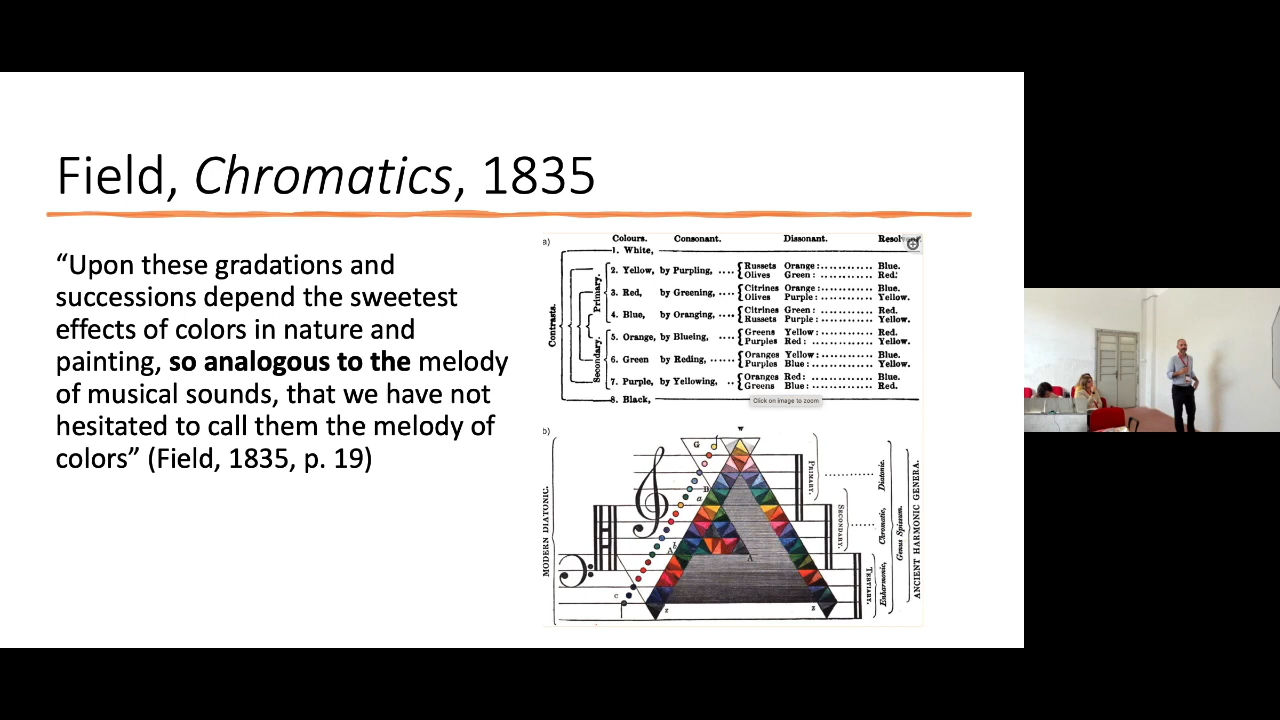 Field, Chromatics, 1835
“Upon these gradations and
successions depend the sweetest
effects of colors in nature and
painting, so analogous to the melody
of musical sounds, that we have not
hesitated to call them the melody of
colors” (Field, 1835, p. 19)
a)
Colours. Consonant. Dissonant.
1. White,
2. Yellow, by Purpling, .... { Russets Orange :............ Blue.
Olives Green : ............ Red.
3. Red, by Greening, .... { Citrines Orange :............ Blue.
Olives Purple : ............ Yellow.
4. Blue, by Oranging, .... { Citrines Green : ............ Red.
Russets Purple : ............ Yellow.
5. Orange, by Blueing, .... { Greens Yellow : ............ Red.
Purples Red : ............ Yellow.
6. Green by Reding, ...... { Oranges Yellow : ............ Blue.
Purples Blue : ............ Yellow.
7. Purple, by Yellowing, .. { Oranges Red : ............ Blue.
Greens Blue : ............ Red.
8. Black,
Contrasts.
Primary.
Secondary.
Click on image to zoom
b)
MODERN DIATONIC.
W
G
D
a
A
C
z
z
PRIMARY.
SECONDARY.
TERTIARY.
Diatonic.
Chromatic,
Enharmonic,
Genus Spissum.
ANCIENT HARMONIC GENERA.